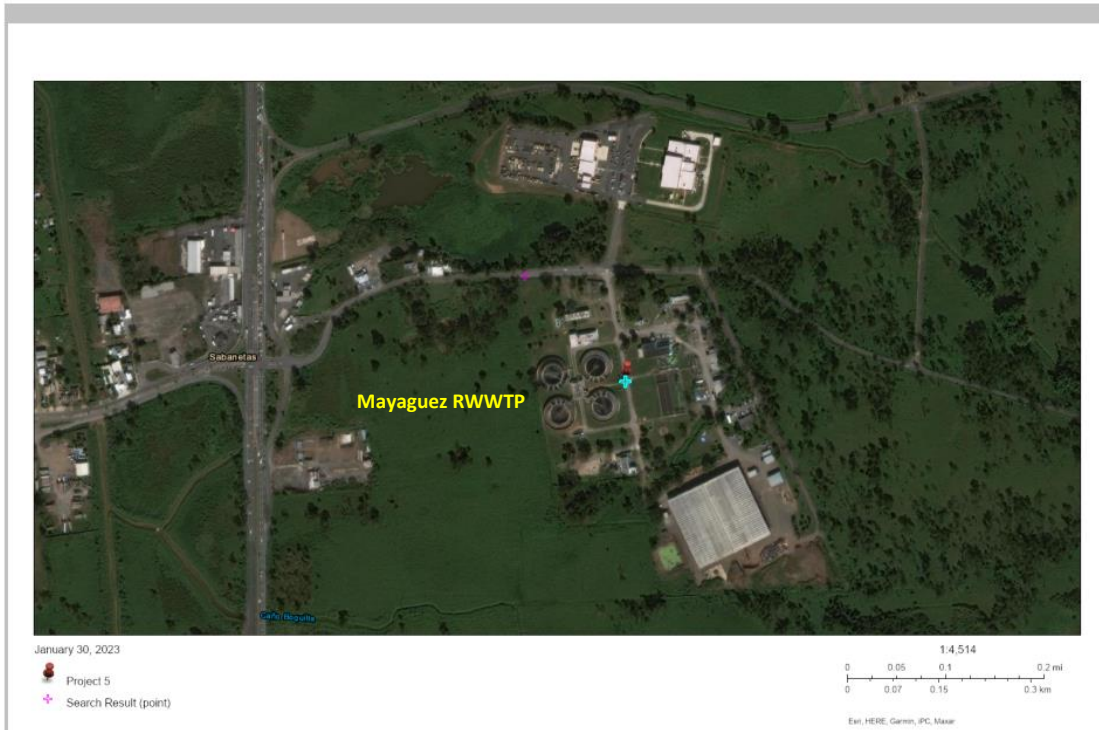 Sabanetas
Mayaguez RWWTP
Caño Boquilla
January 30, 2023
Project 5
Search Result (point)
1:4,514
0 0.05 0.1 0.2 mi
0 0.07 0.15 0.3 km
Esri, HERE, Garmin, iPC, Maxar